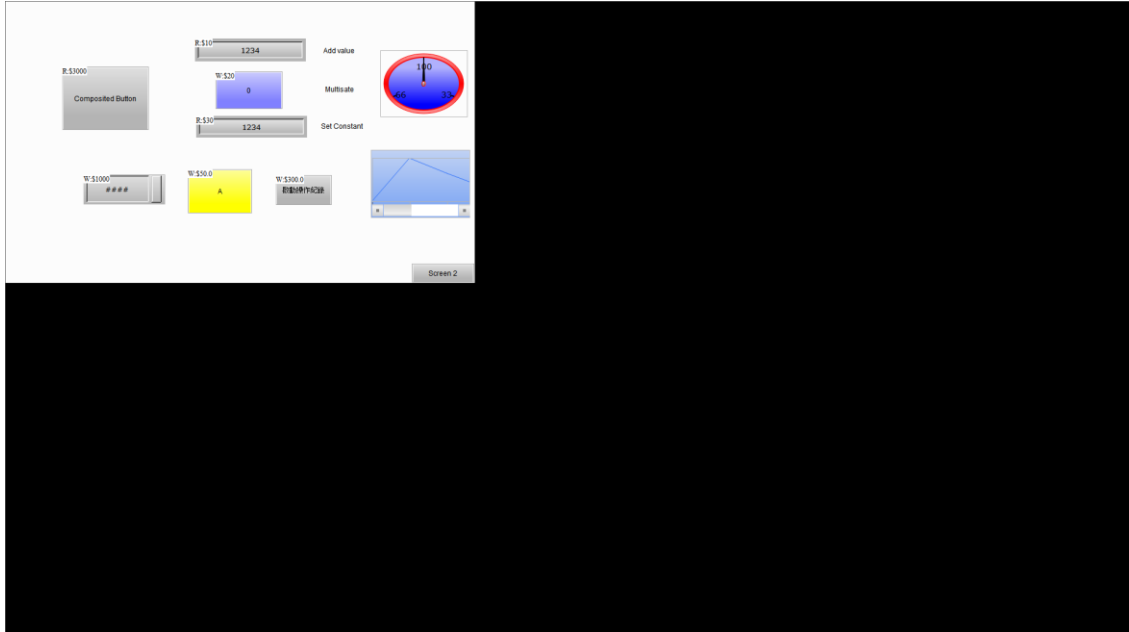 R:$10
1234
Add value
100
66
33
R:$3000
Composited Button
W:$20
0
Multisate
R:$30
1234
Set Constant
W:$1000
####
W:$50.0
A
W:$300.0
啟動操作紀錄
Screen 2